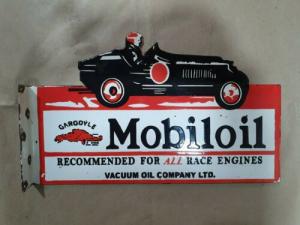 GARGOYLE
Mobiloil
RECOMMENDED FOR ALL RACE ENGINES
VACUUM OIL COMPANY LTD.